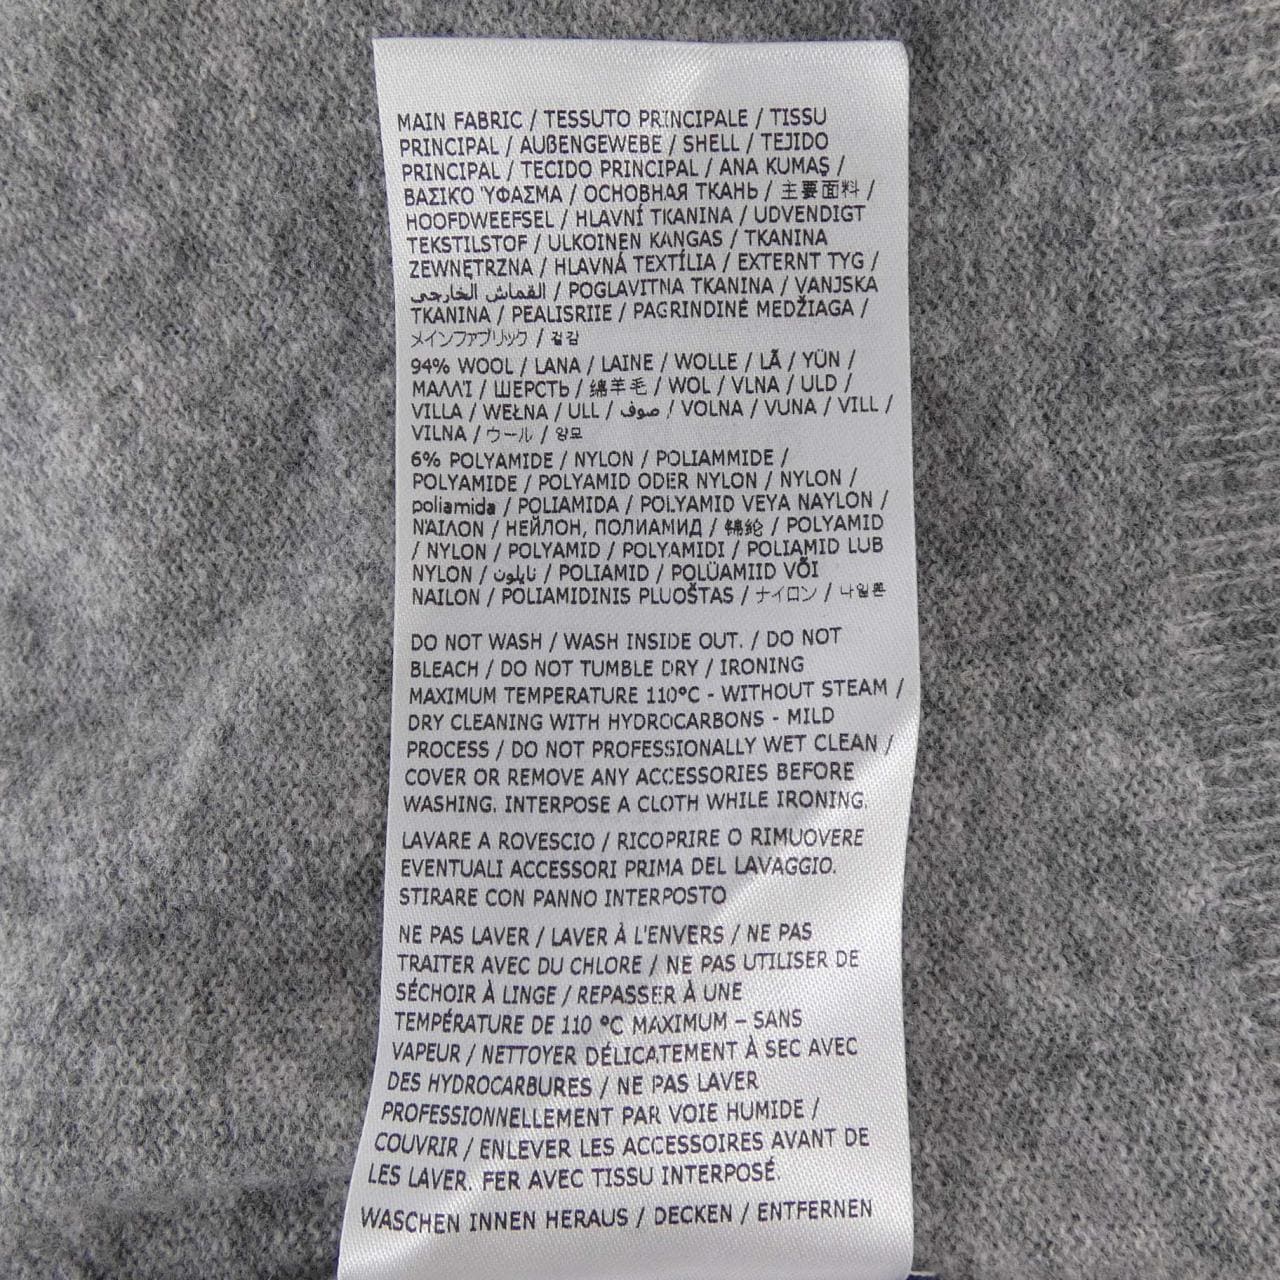 MAIN FABRIC / TESSUTO PRINCIPALE / TISSU
PRINCIPAL / AUßENGEWEBE / SHELL / TEJIDO
PRINCIPAL / TECIDO PRINCIPAL / ANA KUMAŞ /
ΒΑΣΙΚΟ ΎΦΑΣΜΑ / ОСНОВНАЯ ТКАНЬ / 主要面料 /
HOOFDWEEFSEL / HLAVNÍ TKANINA / UDVENDIGT
TEKSTILSTOF / ULKOINEN KANGAS / TKANINA
ZEWNĘTRZNA / HLAVNÁ TEXTÍLIA / EXTERNT TYG /
القماش الخارجي / POGLAVITNA TKANINA / VANJSKA
TKANINA / PEALISRIIE / PAGRINDINĖ MEDŽIAGA /
メインファブリック / 겉감
94% WOOL / LANA / LAINE / WOLLE / LÃ / YÜN /
ΜΑΛΛΊ / ШЕРСТЬ / 绵羊毛 / WOL / VLNA / ULD /
VILLA / WEŁNA / ULL / صوف / VOLNA / VUNA / VILL /
VILNA / ウール / 양모
6% POLYAMIDE / NYLON / POLIAMMIDE /
POLYAMIDE / POLYAMID ODER NYLON / NYLON /
poliamida / POLIAMIDA / POLYAMID VEYA NAYLON /
ΝΆΙΛΟΝ / НЕЙЛОН, ПОЛИАМИД / 锦纶 / POLYAMID
/ NYLON / POLYAMID / POLYAMIDI / POLIAMID LUB
NYLON / نايلون / POLIAMID / POLÜAMIID VÕI
NAILON / POLIAMIDINIS PLUOŠTAS / ナイロン / 나일론
DO NOT WASH / WASH INSIDE OUT. / DO NOT
BLEACH / DO NOT TUMBLE DRY / IRONING
MAXIMUM TEMPERATURE 110°C - WITHOUT STEAM /
DRY CLEANING WITH HYDROCARBONS - MILD
PROCESS / DO NOT PROFESSIONALLY WET CLEAN /
COVER OR REMOVE ANY ACCESSORIES BEFORE
WASHING. INTERPOSE A CLOTH WHILE IRONING.
LAVARE A ROVESCIO / RICOPRIRE O RIMUOVERE
EVENTUALI ACCESSORI PRIMA DEL LAVAGGIO.
STIRARE CON PANNO INTERPOSTO
NE PAS LAVER / LAVER À L'ENVERS / NE PAS
TRAITER AVEC DU CHLORE / NE PAS UTILISER DE
SÉCHOIR À LINGE / REPASSER À UNE
TEMPÉRATURE DE 110 °C MAXIMUM – SANS
VAPEUR / NETTOYER DÉLICATEMENT À SEC AVEC
DES HYDROCARBURES / NE PAS LAVER
PROFESSIONNELLEMENT PAR VOIE HUMIDE /
COUVRIR / ENLEVER LES ACCESSOIRES AVANT DE
LES LAVER. FER AVEC TISSU INTERPOSÉ.
WASCHEN INNEN HERAUS / DECKEN / ENTFERNEN